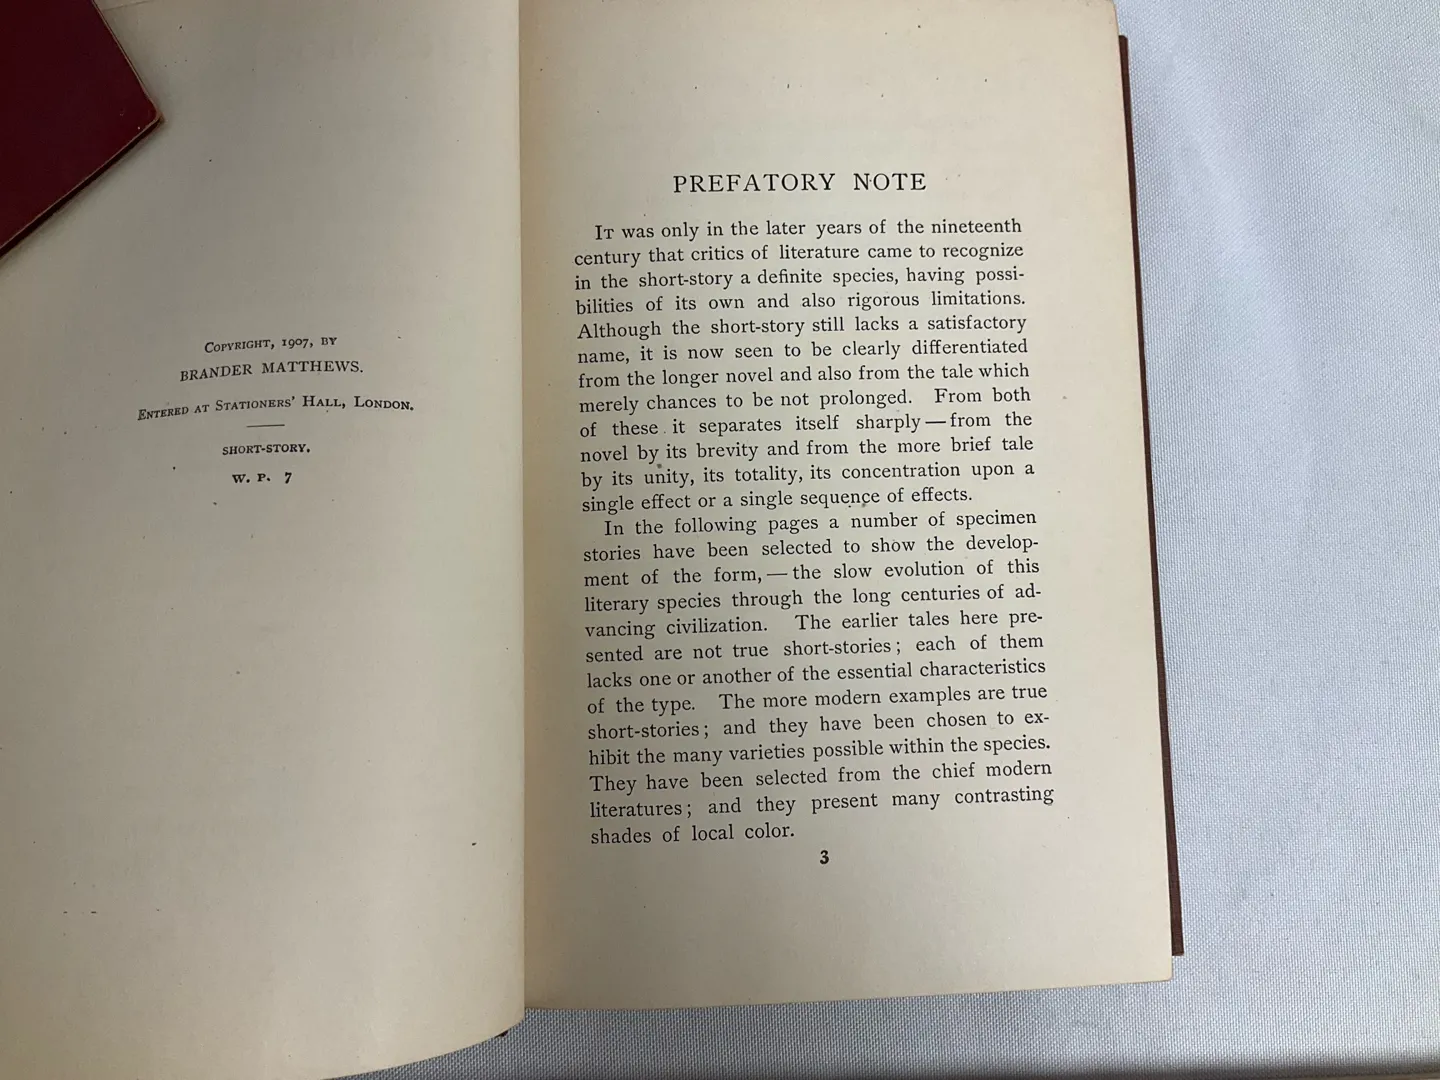 COPYRIGHT, 1907, BY
BRANDER MATTHEWS.
ENTERED AT STATIONERS' HALL, LONDON.
SHORT-STORY.
W. P. 7
PREFATORY NOTE
IT was only in the later years of the nineteenth
century that critics of literature came to recognize
in the short-story a definite species, having possi-
bilities of its own and also rigorous limitations.
Although the short-story still lacks a satisfactory
name, it is now seen to be clearly differentiated
from the longer novel and also from the tale which
merely chances to be not prolonged. From both
of these it separates itself sharply — from the
novel by its brevity and from the more brief tale
by its unity, its totality, its concentration upon a
single effect or a single sequence of effects.
In the following pages a number of specimen
stories have been selected to show the develop-
ment of the form, — the slow evolution of this
literary species through the long centuries of ad-
vancing civilization. The earlier tales here pre-
sented are not true short-stories; each of them
lacks one or another of the essential characteristics
of the type. The more modern examples are true
short-stories; and they have been chosen to ex-
hibit the many varieties possible within the species.
They have been selected from the chief modern
literatures; and they present many contrasting
shades of local color.
3